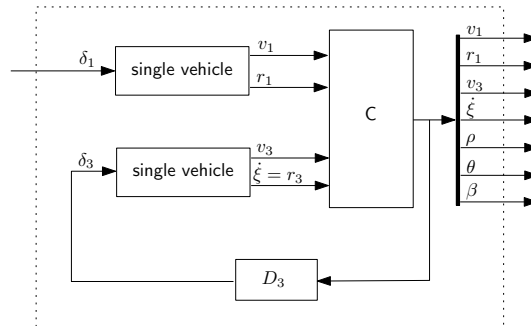 δ₁
single vehicle
v₁
r₁
C
δ₃
single vehicle
v₃
ξ̇ = r₃
D₃
v₁
r₁
v₃
ξ̇
ρ
θ
β